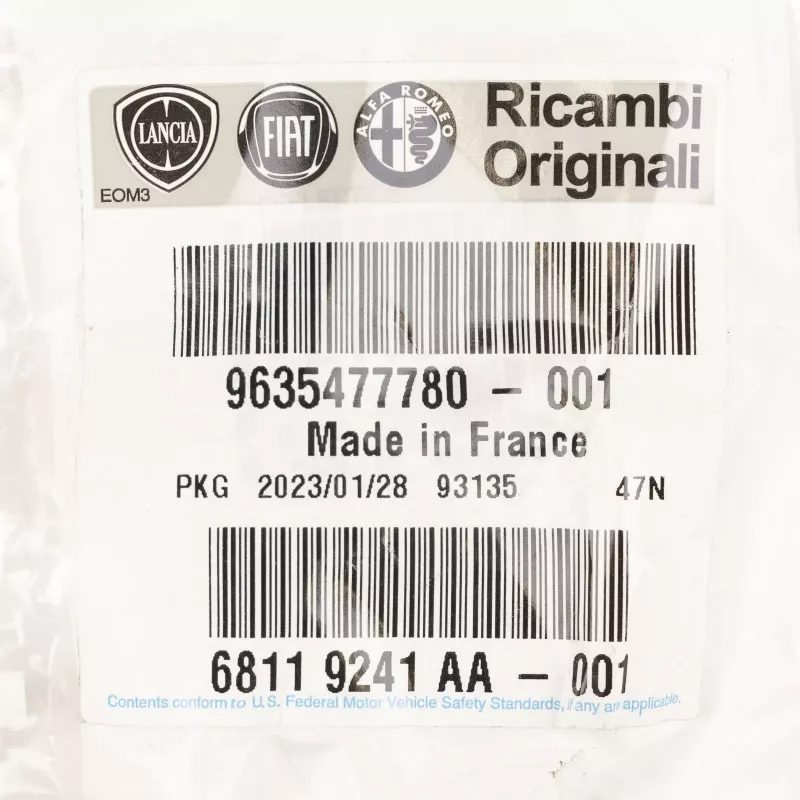 LANCIA
FIAT
ALFA ROMEO
Ricambi
Originali
EOM3
9635477780 - 001
Made in France
PKG 2023/01/28 93135 47N
6811 9241 AA - 001
Contents conform to U.S. Federal Motor Vehicle Safety Standards, if any are applicable.